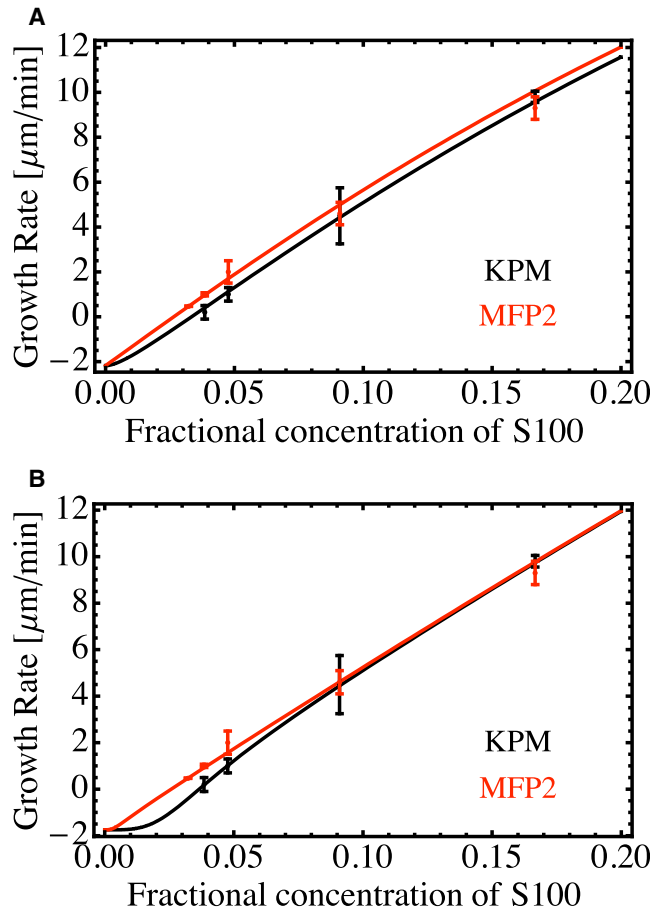 A
Growth Rate [μm/min]
12
10
8
6
4
2
0
−2
KPM
MFP2
0.00 0.05 0.10 0.15 0.20
Fractional concentration of S100
B
Growth Rate [μm/min]
12
10
8
6
4
2
0
−2
KPM
MFP2
0.00 0.05 0.10 0.15 0.20
Fractional concentration of S100